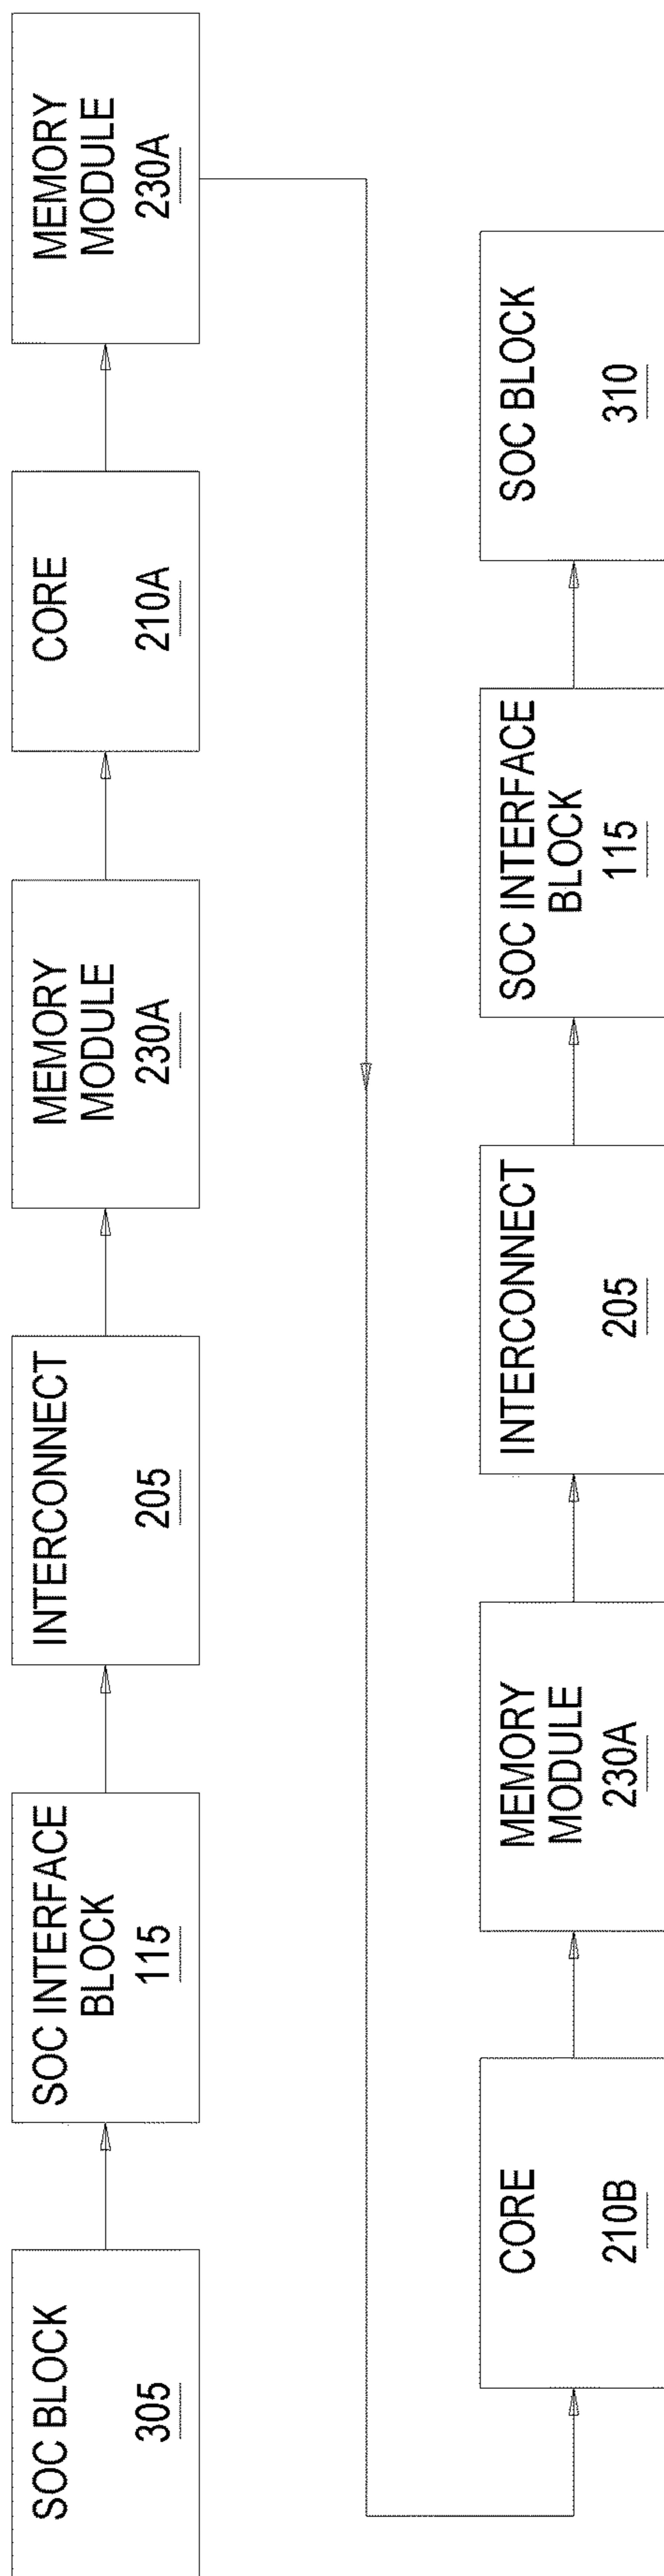 SOC BLOCK
305
SOC INTERFACE
BLOCK
115
INTERCONNECT
205
MEMORY
MODULE
230A
CORE
210A
MEMORY
MODULE
230A
CORE
210B
MEMORY
MODULE
230A
INTERCONNECT
205
SOC INTERFACE
BLOCK
115
SOC BLOCK
310